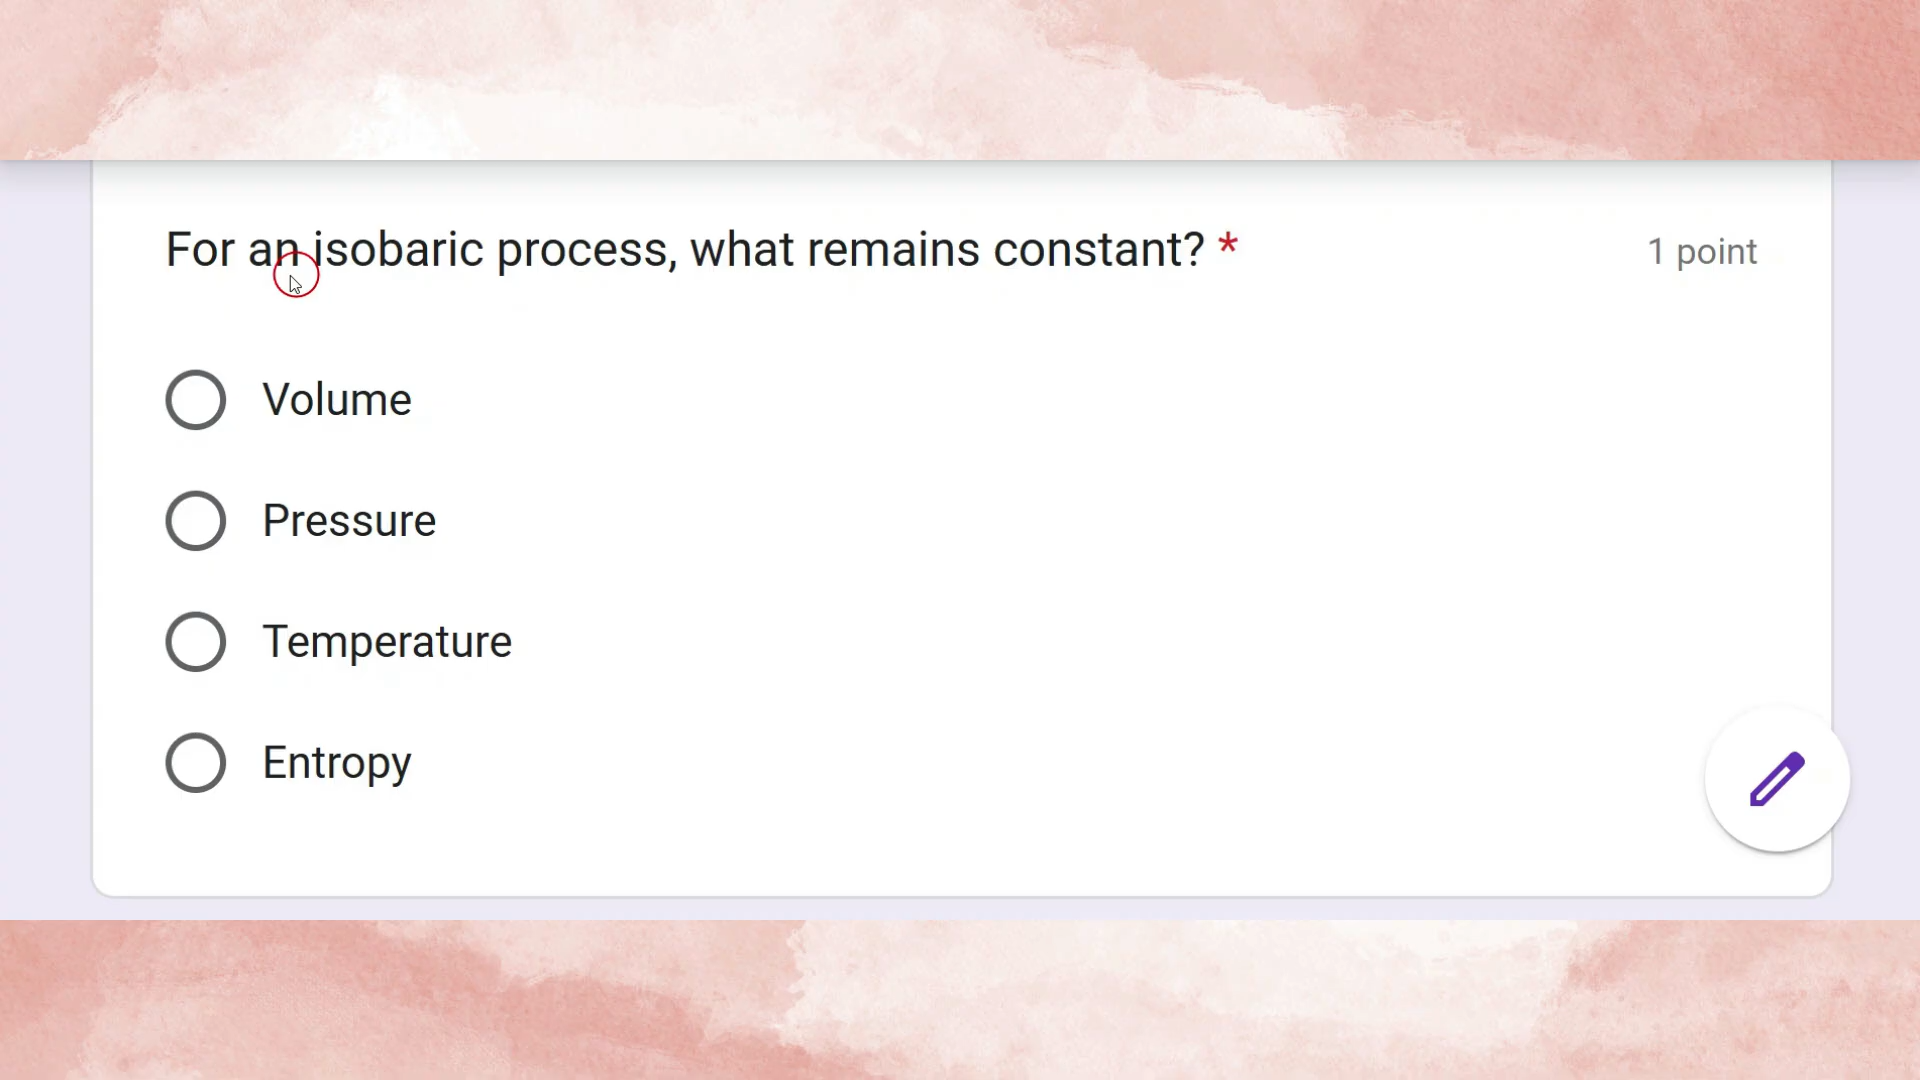 For an isobaric process, what remains constant? *
1 point
Volume
Pressure
Temperature
Entropy